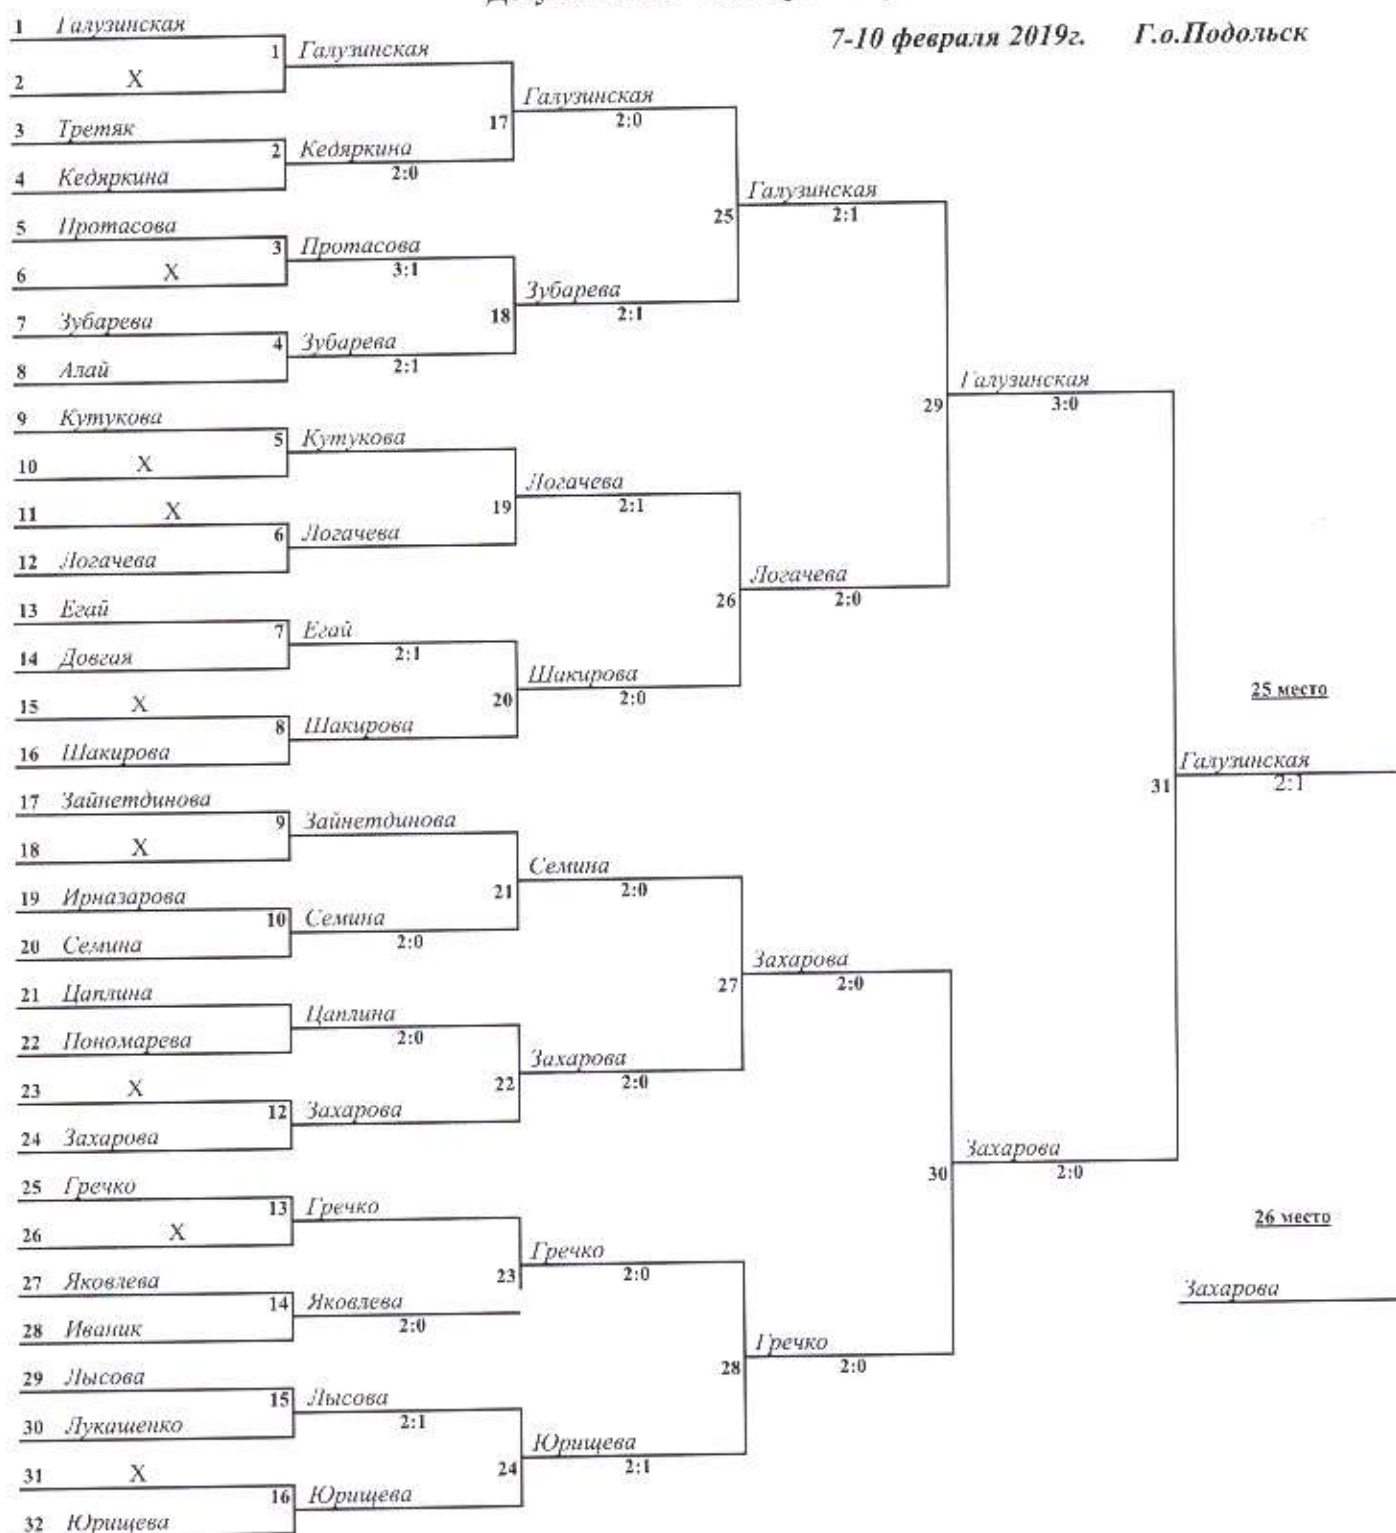 7-10 февраля 2019г. Г.о.Подольск
1 Галузинская
1 Галузинская
2 X
Галузинская
17 2:0
3 Третяк
2 Кедяркина
2:0
4 Кедяркина
Галузинская
25 2:1
5 Протасова
3 Протасова
3:1
6 X
Зубарева
18 2:1
7 Зубарева
4 Зубарева
2:1
8 Алай
Галузинская
29 3:0
9 Кутукова
5 Кутукова
10 X
Логачева
19 2:1
11 X
6 Логачева
12 Логачева
Логачева
26 2:0
13 Егай
7 Егай
2:1
14 Довгая
Шакирова
20 2:0
15 X
8 Шакирова
16 Шакирова
25 место
Галузинская
31 2:1
17 Зайнетдинова
9 Зайнетдинова
18 X
Семина
21 2:0
19 Ирназарова
10 Семина
2:0
20 Семина
Захарова
27 2:0
21 Цаплина
Цаплина
2:0
22 Пономарева
Захарова
22 2:0
23 X
12 Захарова
24 Захарова
Захарова
30 2:0
25 Гречко
13 Гречко
26 X
26 место
Гречко
23 2:0
27 Яковлева
14 Яковлева
2:0
28 Иваник
Захарова
Гречко
28 2:0
29 Лысова
15 Лысова
2:1
30 Лукашенко
Юрищева
24 2:1
31 X
16 Юрищева
32 Юрищева